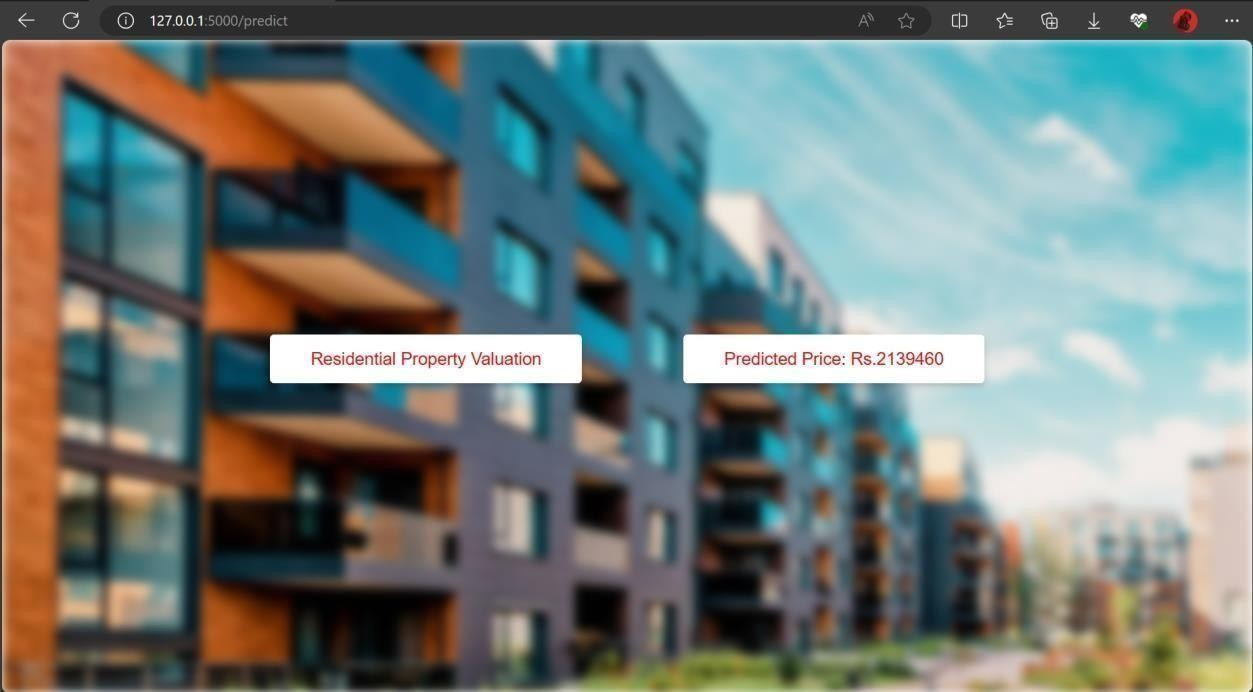 127.0.0.1:5000/predict
Residential Property Valuation
Predicted Price: Rs.2139460